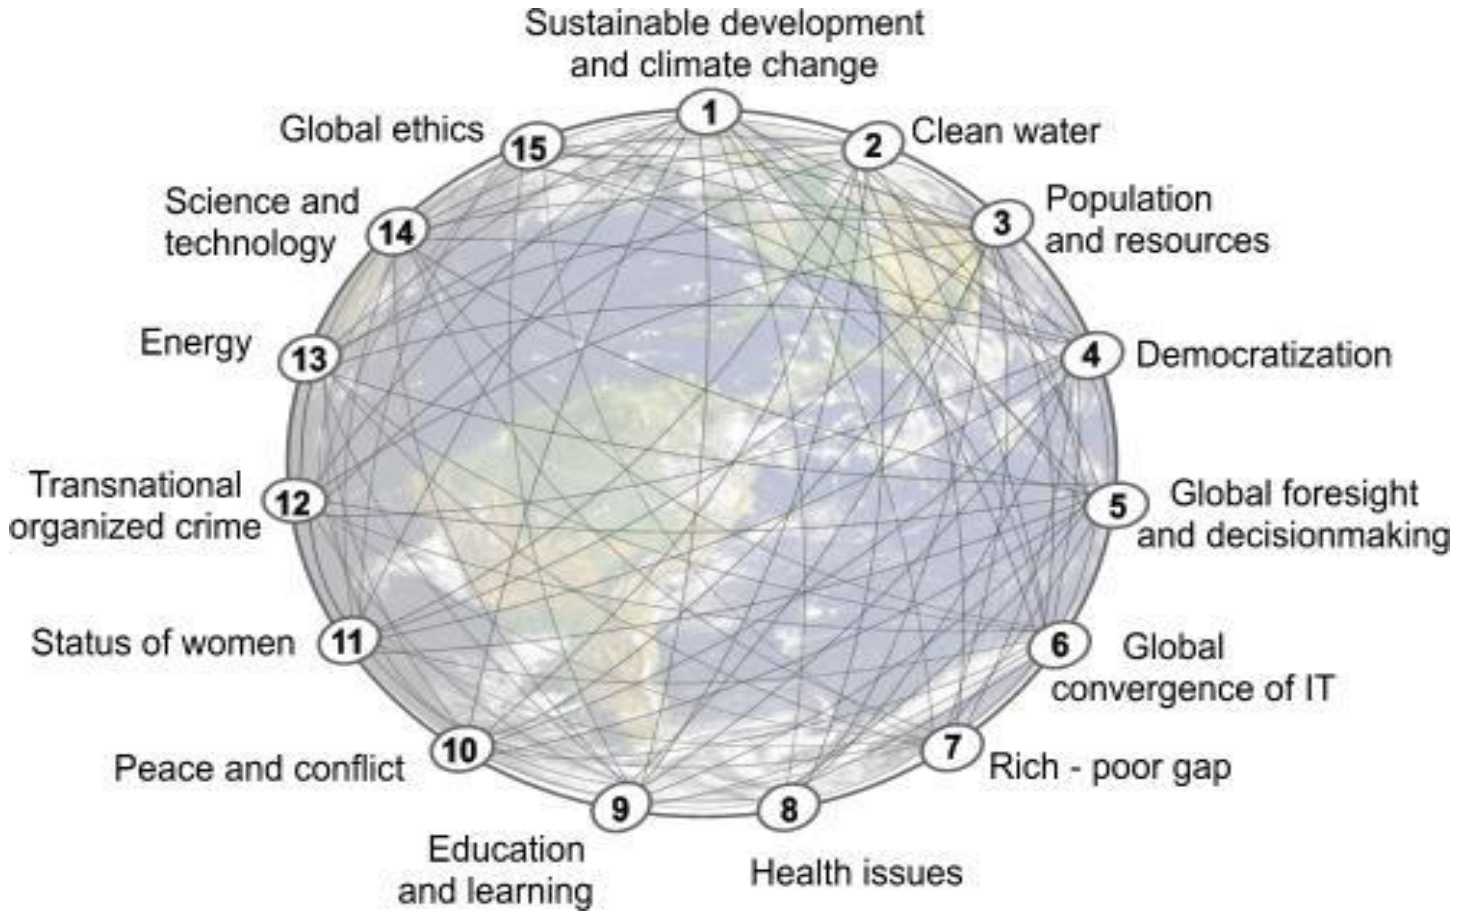 Sustainable development
and climate change
1
2
Clean water
3
Population
and resources
4
Democratization
5
Global foresight
and decisionmaking
6
Global
convergence of IT
7
Rich - poor gap
8
Health issues
9
Education
and learning
10
Peace and conflict
11
Status of women
12
Transnational
organized crime
13
Energy
14
Science and
technology
15
Global ethics